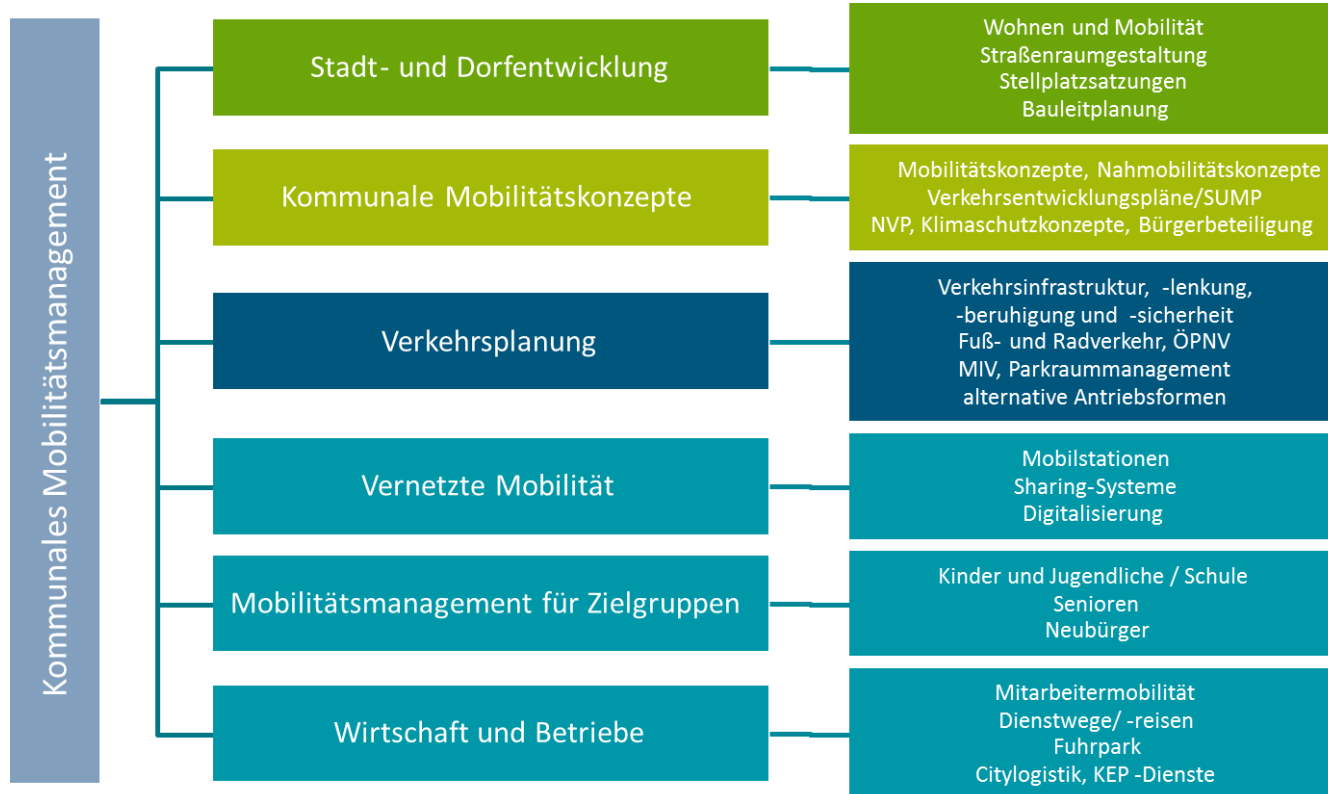 Kommunales Mobilitätsmanagement
Stadt- und Dorfentwicklung
Wohnen und Mobilität
Straßenraumgestaltung
Stellplatzsatzungen
Bauleitplanung
Kommunale Mobilitätskonzepte
Mobilitätskonzepte, Nahmobilitätskonzepte
Verkehrsentwicklungspläne/SUMP
NVP, Klimaschutzkonzepte, Bürgerbeteiligung
Verkehrsplanung
Verkehrsinfrastruktur, -lenkung,
-beruhigung und -sicherheit
Fuß- und Radverkehr, ÖPNV
MIV, Parkraummanagement
alternative Antriebsformen
Vernetzte Mobilität
Mobilstationen
Sharing-Systeme
Digitalisierung
Mobilitätsmanagement für Zielgruppen
Kinder und Jugendliche / Schule
Senioren
Neubürger
Wirtschaft und Betriebe
Mitarbeitermobilität
Dienstwege/ -reisen
Fuhrpark
Citylogistik, KEP -Dienste